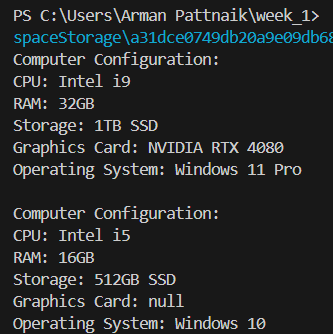 PS C:\Users\Arman Pattnaik\week_1>
spaceStorage\a31dce0749db20a9e09db68
Computer Configuration:
CPU: Intel i9
RAM: 32GB
Storage: 1TB SSD
Graphics Card: NVIDIA RTX 4080
Operating System: Windows 11 Pro
Computer Configuration:
CPU: Intel i5
RAM: 16GB
Storage: 512GB SSD
Graphics Card: null
Operating System: Windows 10